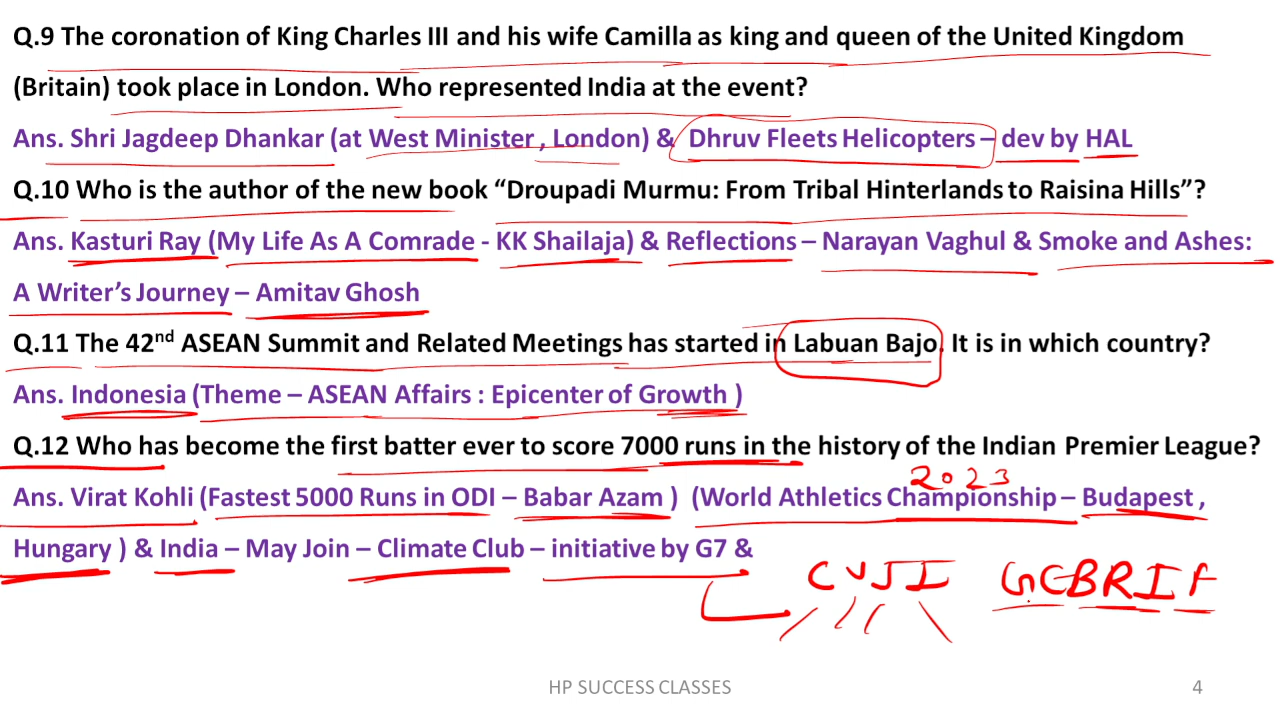 Q.9 The coronation of King Charles III and his wife Camilla as king and queen of the United Kingdom
(Britain) took place in London. Who represented India at the event?
Ans. Shri Jagdeep Dhankar (at West Minister , London) & Dhruv Fleets Helicopters – dev by HAL
Q.10 Who is the author of the new book “Droupadi Murmu: From Tribal Hinterlands to Raisina Hills”?
Ans. Kasturi Ray (My Life As A Comrade - KK Shailaja) & Reflections – Narayan Vaghul & Smoke and Ashes:
A Writer’s Journey – Amitav Ghosh
Q.11 The 42nd ASEAN Summit and Related Meetings has started in Labuan Bajo. It is in which country?
Ans. Indonesia (Theme – ASEAN Affairs : Epicenter of Growth )
Q.12 Who has become the first batter ever to score 7000 runs in the history of the Indian Premier League?
2023
Ans. Virat Kohli (Fastest 5000 Runs in ODI – Babar Azam ) (World Athletics Championship – Budapest ,
Hungary ) & India – May Join – Climate Club – initiative by G7 &
CUJI GCBRIF
HP SUCCESS CLASSES 4